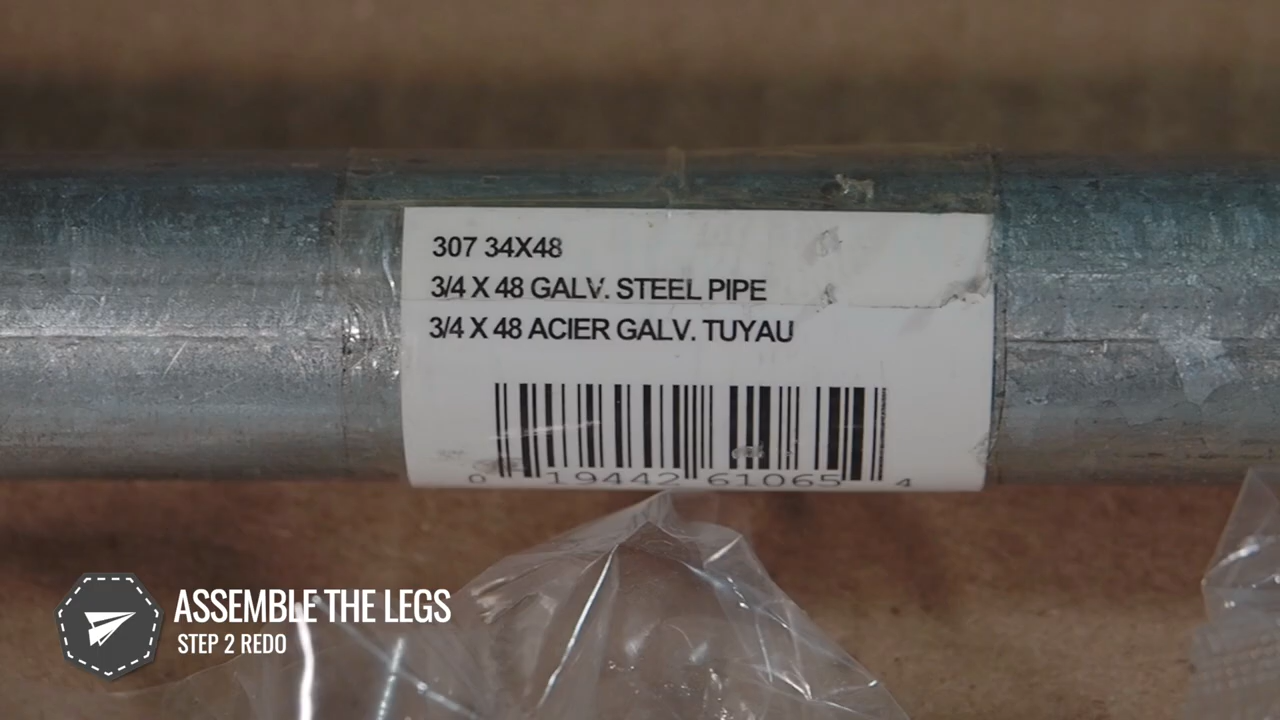 307 34X48
3/4 X 48 GALV. STEEL PIPE
3/4 X 48 ACIER GALV. TUYAU
0 19442 61065 4
ASSEMBLE THE LEGS
STEP 2 REDO